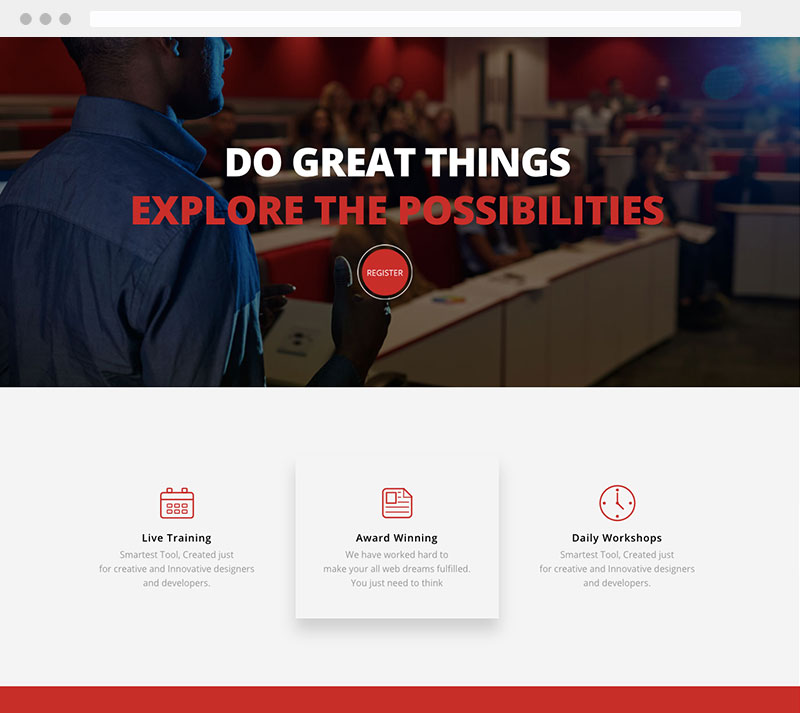 DO GREAT THINGS
EXPLORE THE POSSIBILITIES
REGISTER
Live Training
Smartest Tool, Created just
for creative and Innovative designers
and developers.
Award Winning
We have worked hard to
make your all web dreams fulfilled.
You just need to think
Daily Workshops
Smartest Tool, Created just
for creative and Innovative designers
and developers.